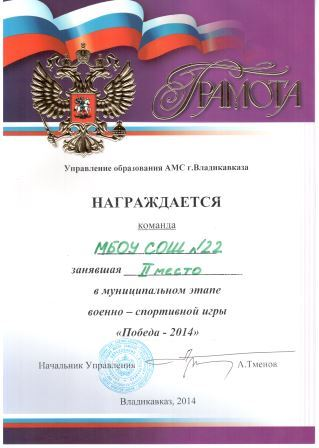 ГРАМОТА
Управление образования АМС г.Владикавказа
НАГРАЖДАЕТСЯ
команда
МБОУ СОШ №22
занявшая II место
в муниципальном этапе
военно – спортивной игры
«Победа - 2014»
Начальник Управления А.Тменов
Владикавказ, 2014